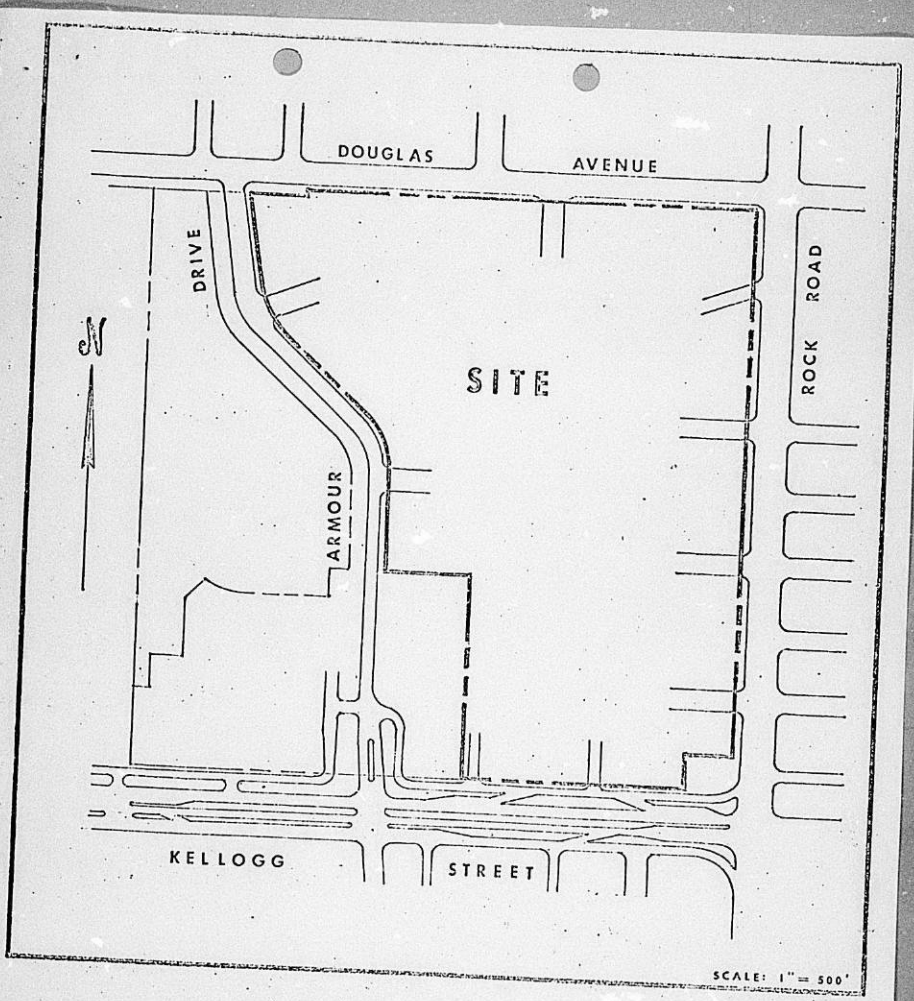 DOUGLAS AVENUE
DRIVE
ROCK ROAD
N
SITE
ARMOUR
KELLOGG STREET
SCALE: 1" = 500'